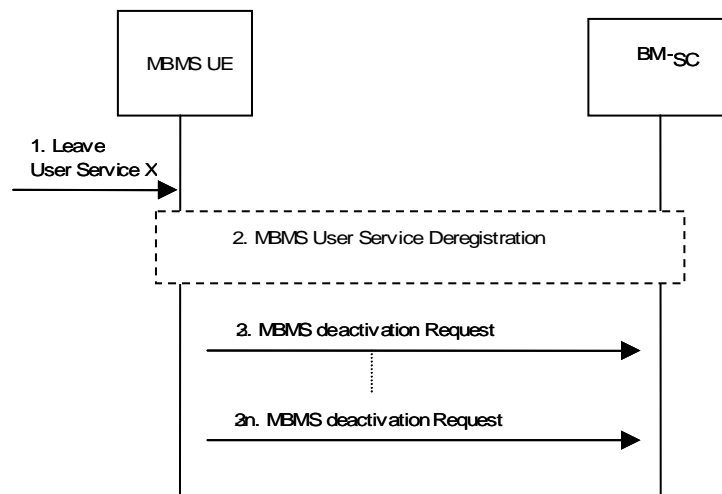 MBMS UE
BM-SC
1. Leave
User Service X
2. MBMS User Service Deregistration
3. MBMS deactivation Request
3n. MBMS deactivation Request